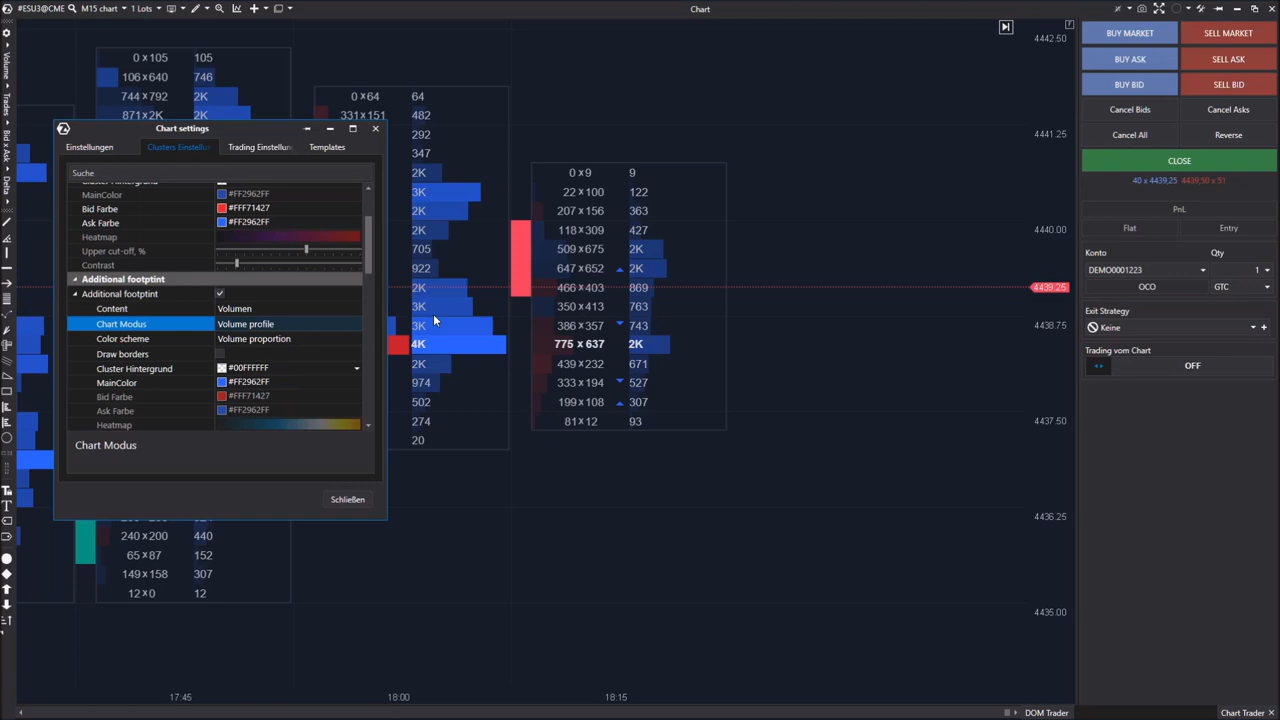 #ESU3@CME M15 chart 1 Lots
Chart
Volume
Trades
Bid x Ask
Delta
0 x 105 105
106 x 640 746
744 x 792 2K
871 x 2K 2K
0 x 64 64
331 x 151 482
292
347
2K
3K
2K
2K
705
922
2K
3K
3K
4K
2K
974
502
274
20
0 x 9 9
22 x 100 122
207 x 156 363
118 x 309 427
509 x 675 2K
647 x 652 2K
466 x 403 869
350 x 413 763
386 x 357 743
775 x 637 2K
439 x 232 671
333 x 194 527
199 x 108 307
81 x 12 93
240 x 200 440
65 x 87 152
149 x 158 307
12 x 0 12
Chart settings
Einstellungen
Clusters Einstellu
Trading Einstellun
Templates
Suche
MainColor #FF2962FF
Bid Farbe #FFF71427
Ask Farbe #FF2962FF
Heatmap
Upper cut-off, %
Contrast
Additional footptint
Additional footptint
Content Volumen
Chart Modus Volume profile
Color scheme Volume proportion
Draw borders
Cluster Hintergrund #00FFFFFF
MainColor #FF2962FF
Bid Farbe #FFF71427
Ask Farbe #FF2962FF
Heatmap
Chart Modus
Schließen
4442.50
4441.25
4440.00
4439.25
4438.75
4437.50
4436.25
4435.00
17:45
18:00
18:15
BUY MARKET SELL MARKET
BUY ASK SELL ASK
BUY BID SELL BID
Cancel Bids Cancel Asks
Cancel All Reverse
CLOSE
40 x 4439,25 4439,50 x 51
PnL
Flat Entry
Konto Qty
DEMO0001223 1
OCO GTC
Exit Strategy
Keine
Trading vom Chart
OFF
DOM Trader
Chart Trader